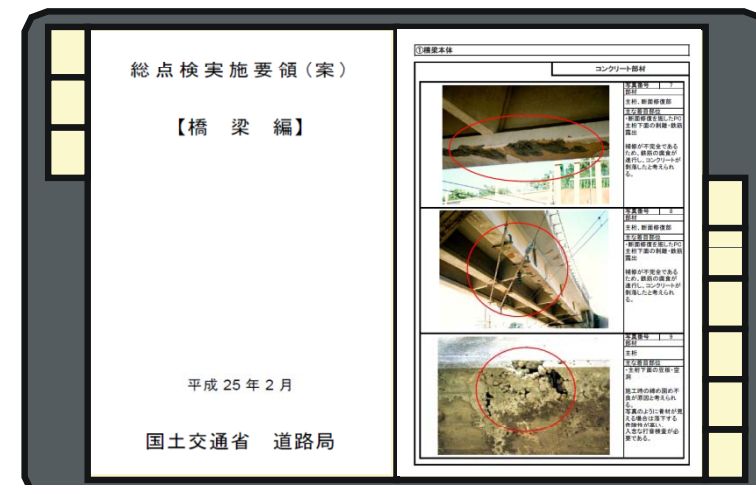 総点検実施要領(案)
【橋 梁 編】
平成 25 年 2 月
国土交通省 道路局
①橋梁本体
コンクリート部材
写真番号 7
部材
主桁、断面修復部
主な着目部位
・断面修復を施したPC
主桁下面の剥離・鉄筋
露出
補修が不完全である
ため、鉄筋の腐食が
進行し、コンクリートが
剥落したと考えられ
る。
写真番号 8
部材
主桁、断面修復部
主な着目部位
・断面修復を施したPC
主桁下面の剥離・鉄筋
露出
補修が不完全である
ため、鉄筋の腐食が
進行し、コンクリートが
剥落したと考えられ
る。
写真番号 9
部材
主桁
主な着目部位
・主桁下面の豆板・空
洞
施工時の締め固め不
良が原因と考えられ
る。
写真のように骨材が見
える場合は落下する
危険性が高い。
入念な打音検査が必
要である。